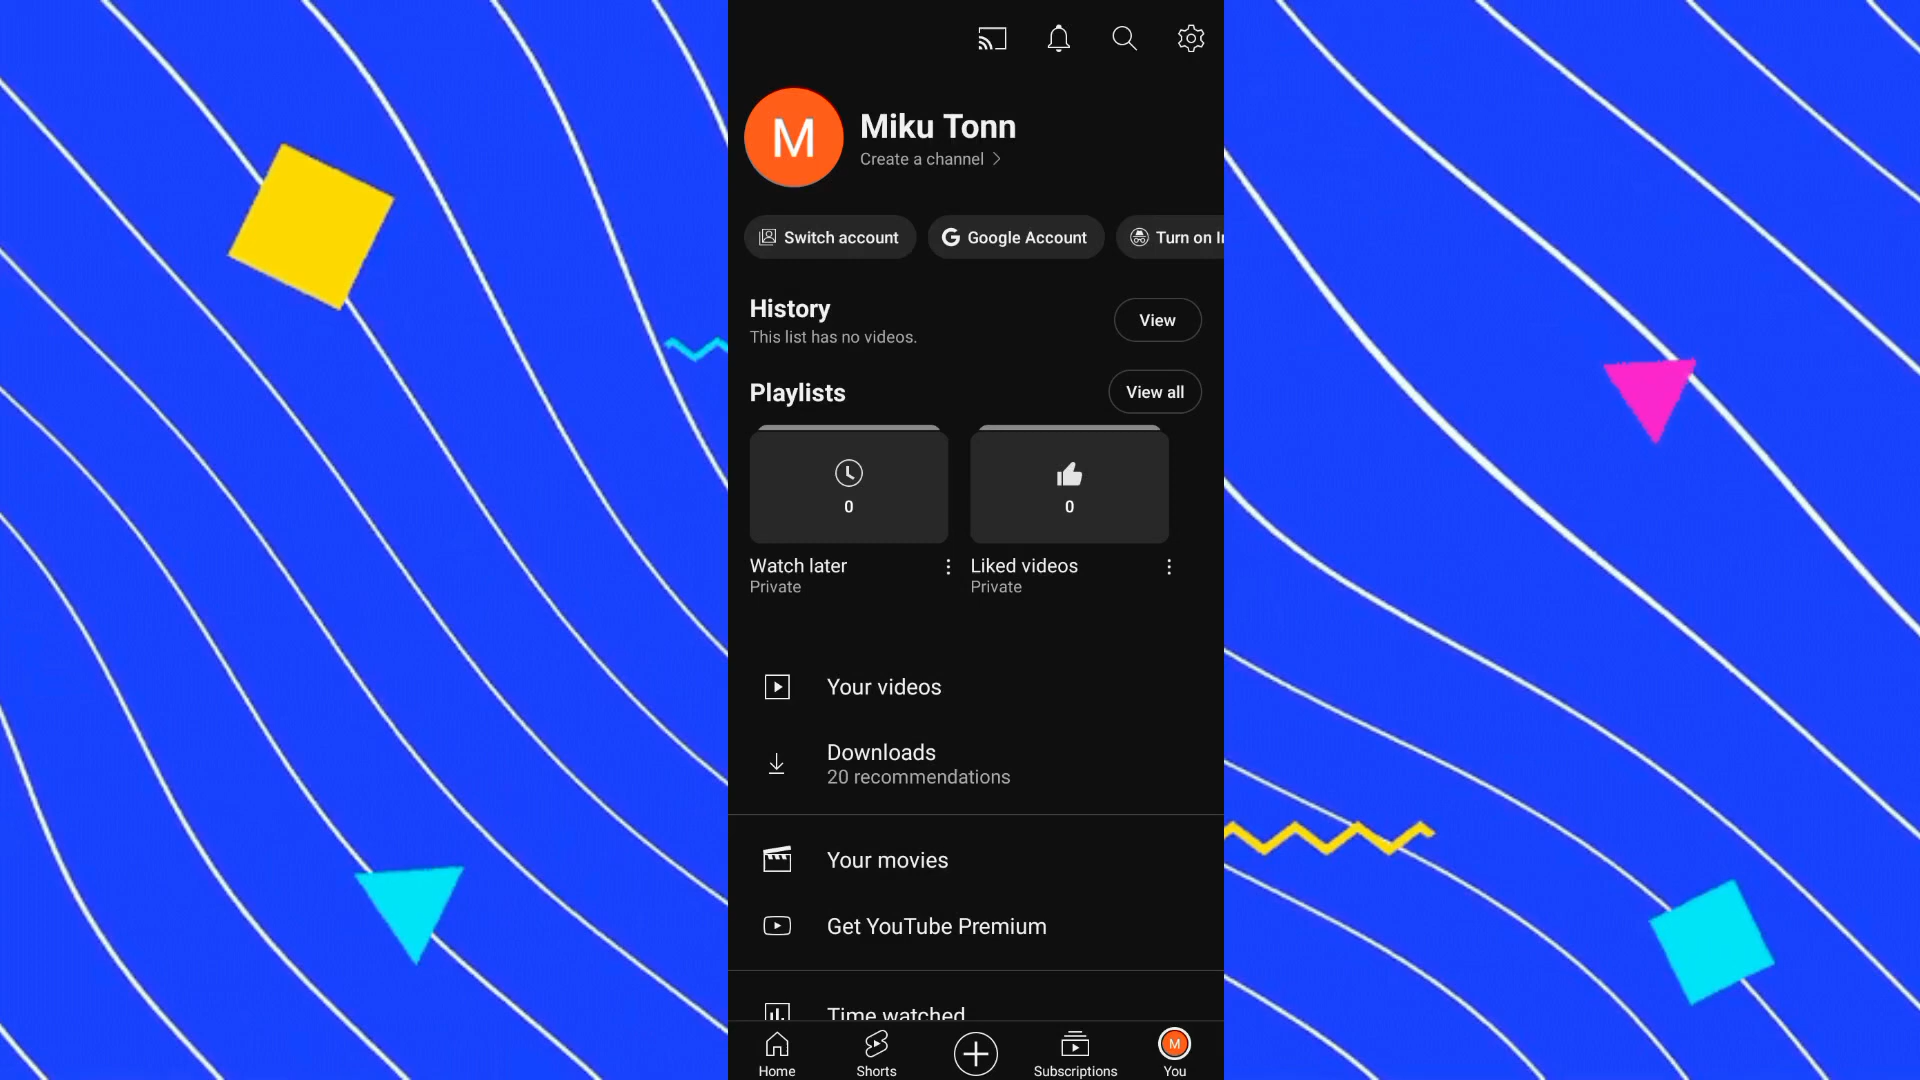 M
Miku Tonn
Create a channel
Switch account
Google Account
Turn on I
History
This list has no videos.
View
Playlists
View all
0
0
Watch later
Private
Liked videos
Private
Your videos
Downloads
20 recommendations
Your movies
Get YouTube Premium
Time watched
Home
Shorts
Subscriptions
M
You